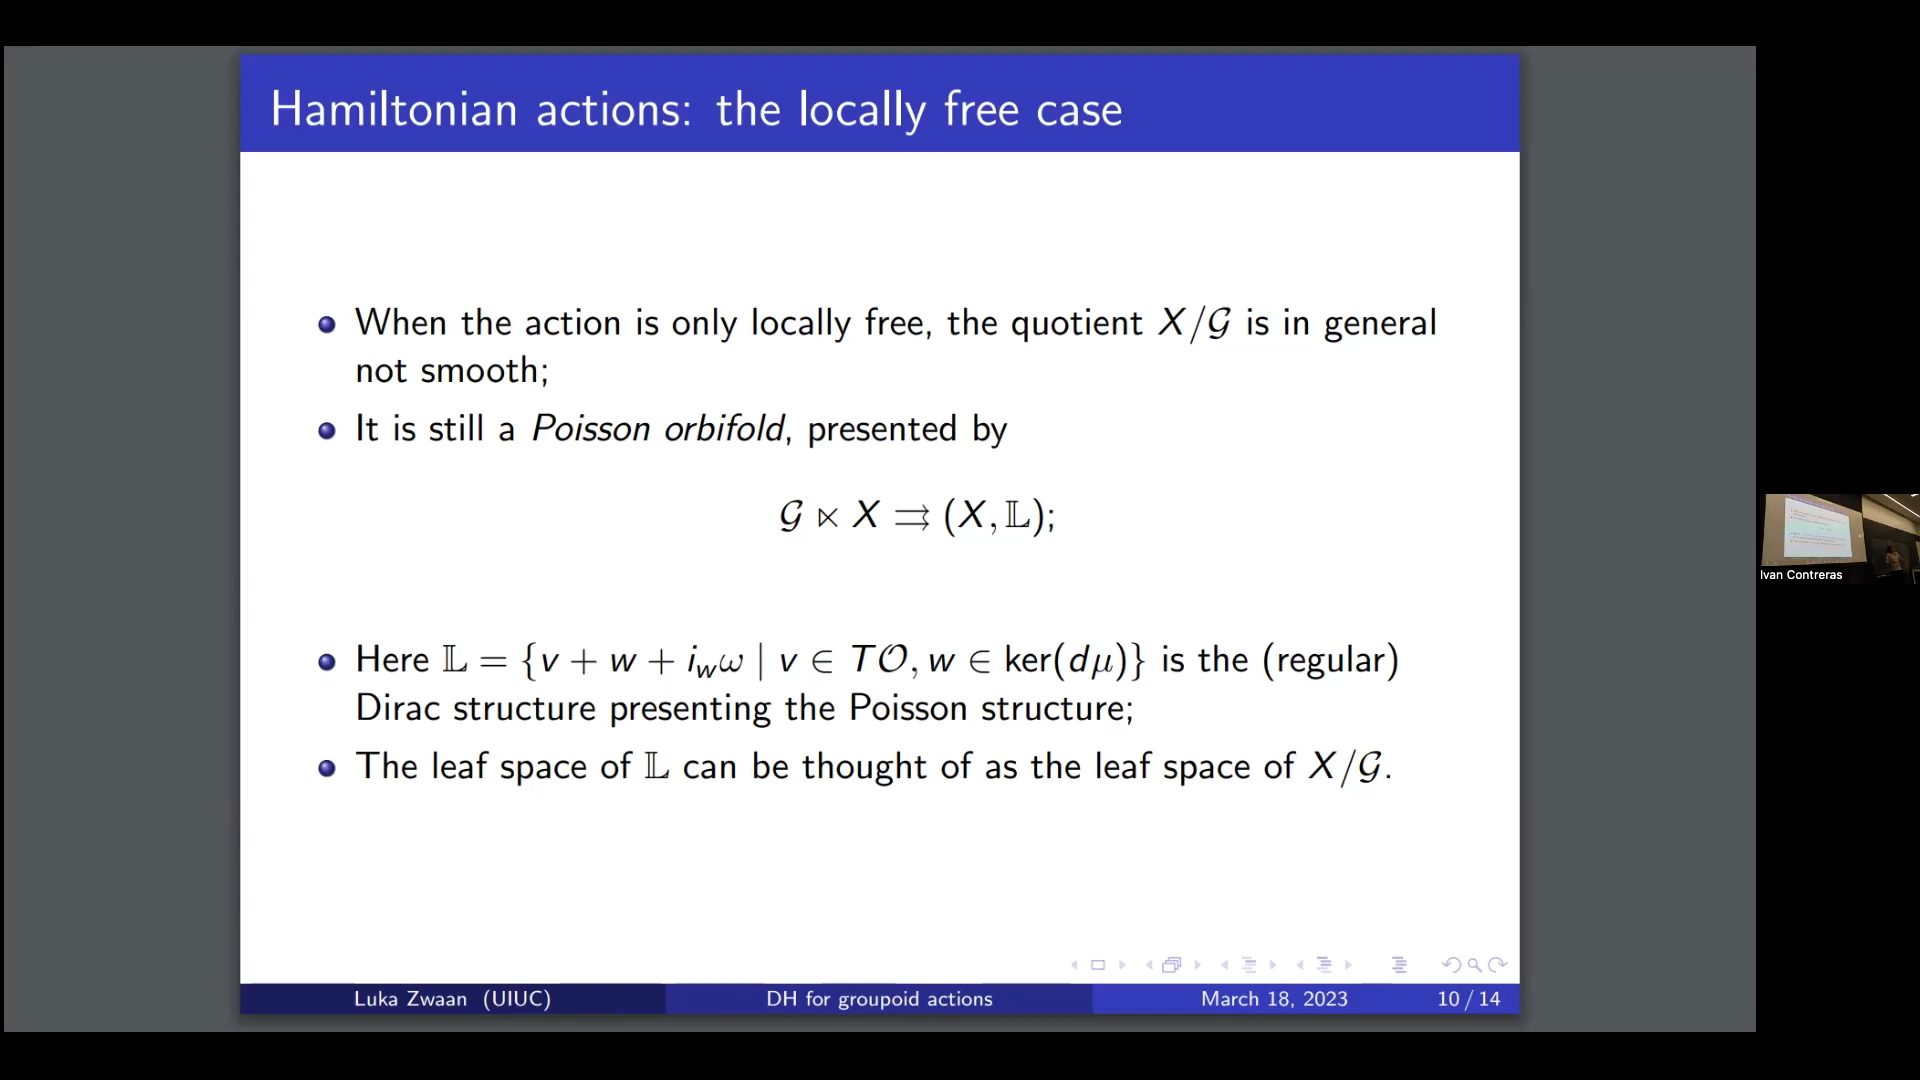 Hamiltonian actions: the locally free case
When the action is only locally free, the quotient X/𝒢 is in general
not smooth;
It is still a Poisson orbifold, presented by
𝒢 ⋉ X ⇉ (X, 𝕃);
Here 𝕃 = {v + w + i_wω | v ∈ T𝒪, w ∈ ker(dμ)} is the (regular)
Dirac structure presenting the Poisson structure;
The leaf space of 𝕃 can be thought of as the leaf space of X/𝒢.
Luka Zwaan (UIUC) DH for groupoid actions March 18, 2023 10 / 14
Ivan Contreras